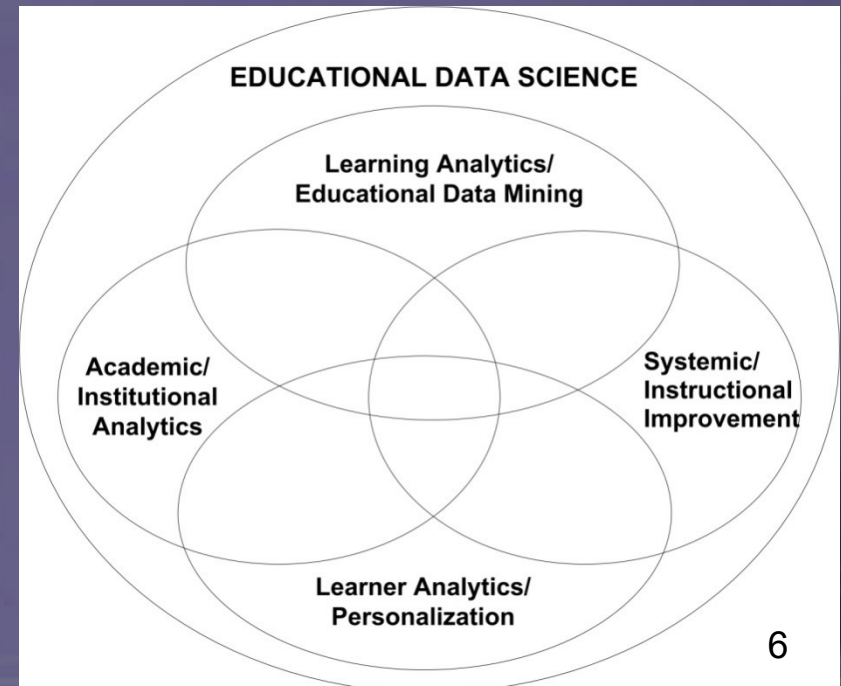 EDUCATIONAL DATA SCIENCE
Learning Analytics/
Educational Data Mining
Academic/
Institutional
Analytics
Systemic/
Instructional
Improvement
Learner Analytics/
Personalization
6